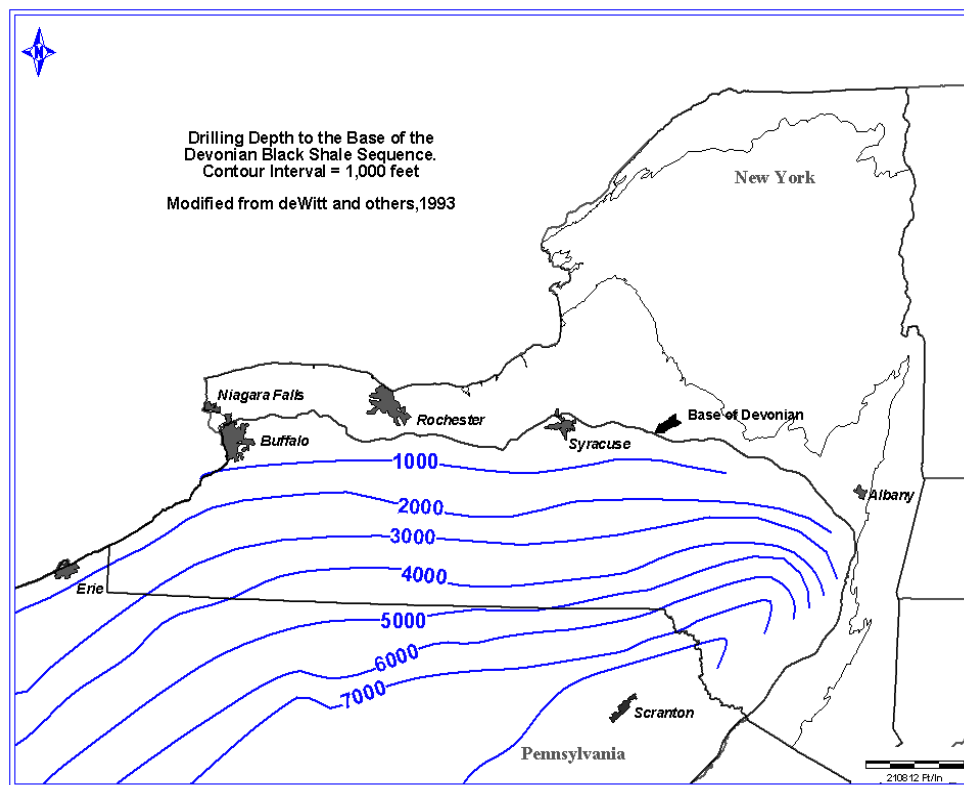 N
Drilling Depth to the Base of the
Devonian Black Shale Sequence.
Contour Interval = 1,000 feet
Modified from deWitt and others,1993
New York
Niagara Falls
Rochester
Base of Devonian
Buffalo
Syracuse
1000
Albany
2000
3000
Erie
4000
5000
6000
7000
Scranton
Pennsylvania
210812 Ft/In